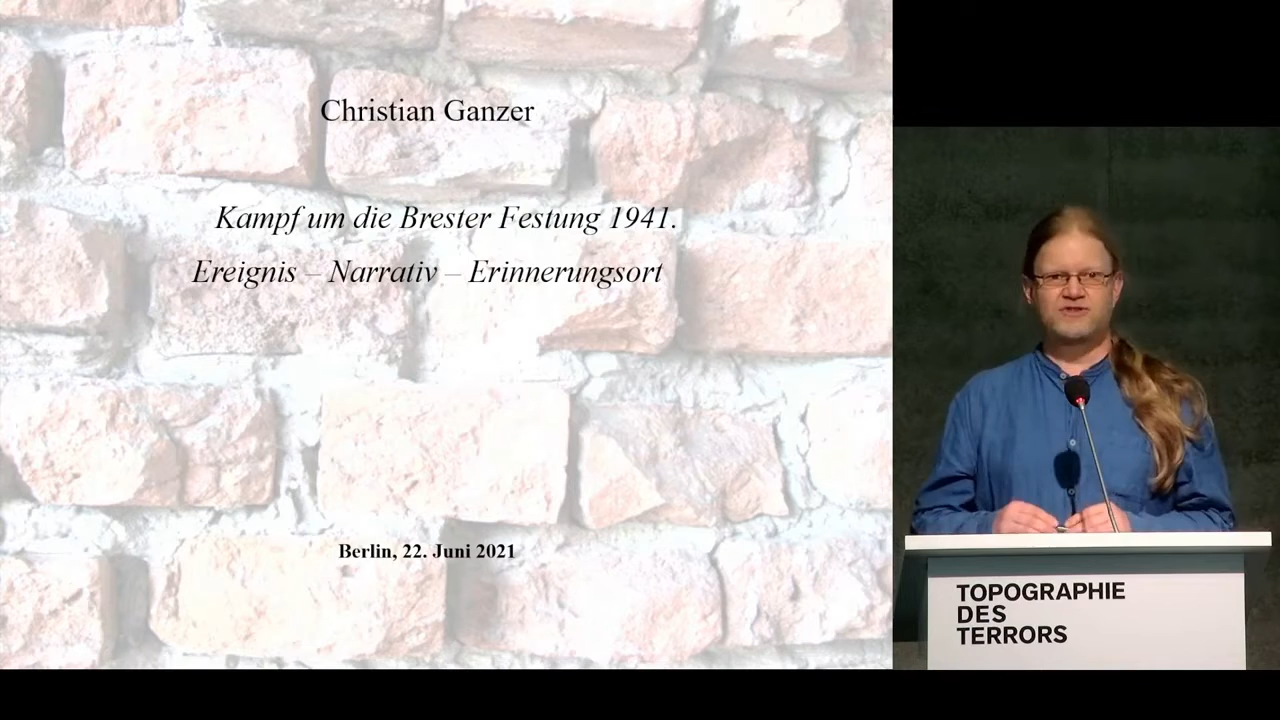 Christian Ganzer
Kampf um die Brester Festung 1941.
Ereignis – Narrativ – Erinnerungsort
Berlin, 22. Juni 2021
TOPOGRAPHIE
DES
TERRORS